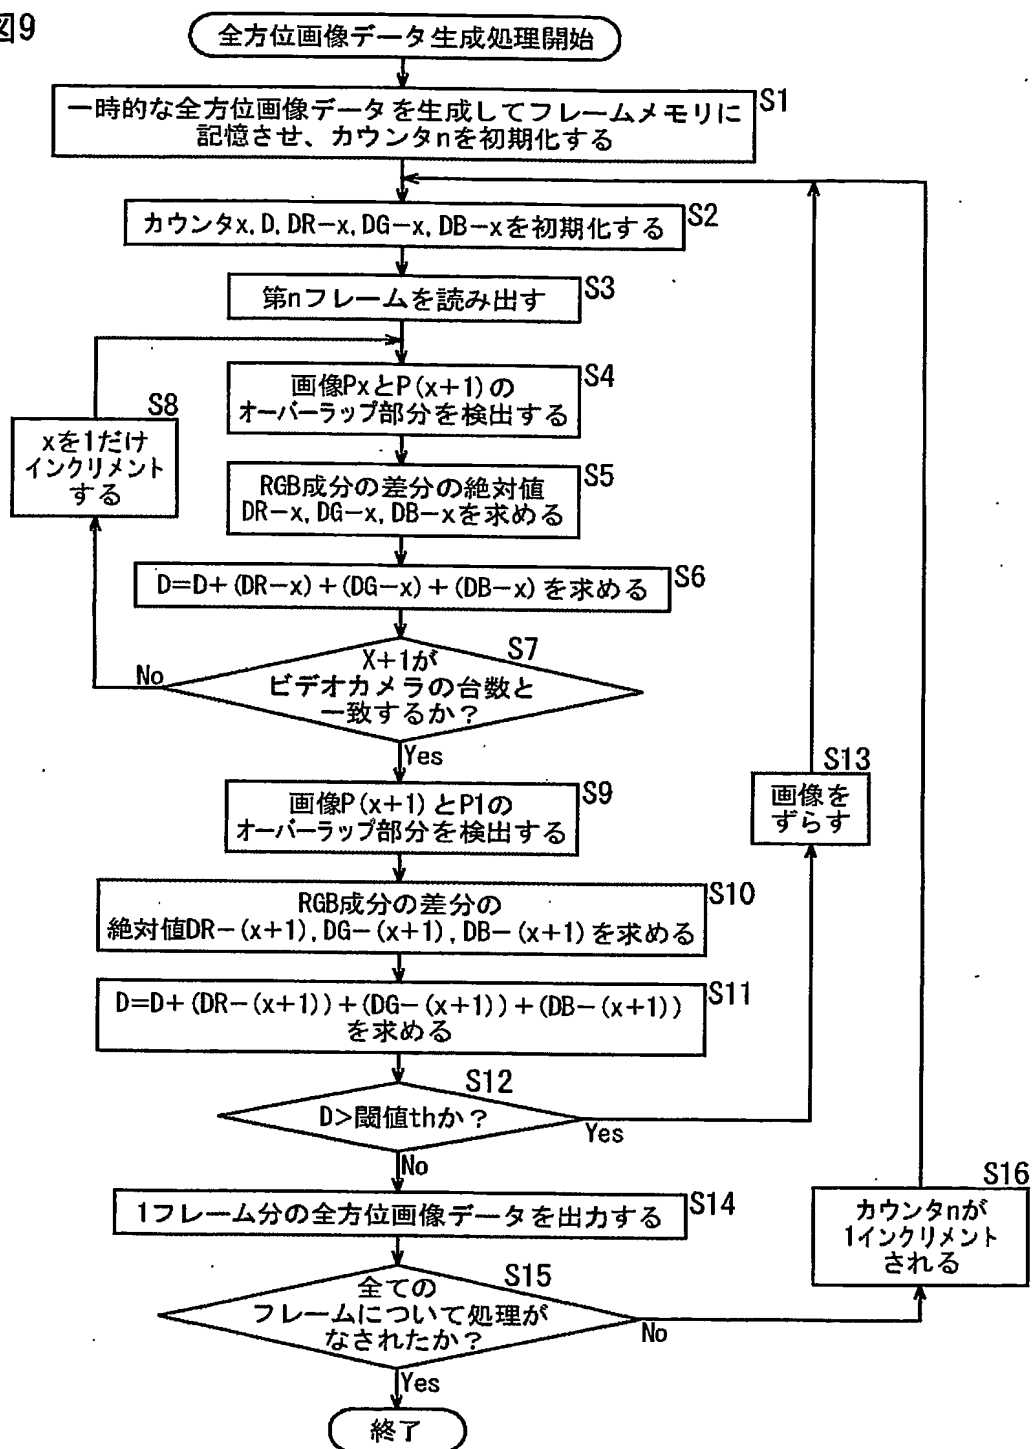 図9
全方位画像データ生成処理開始
S1
一時的な全方位画像データを生成してフレームメモリに
記憶させ、カウンタnを初期化する
S2
カウンタx, D, DR−x, DG−x, DB−xを初期化する
S3
第nフレームを読み出す
S4
画像PxとP(x+1)の
オーバーラップ部分を検出する
S8
xを1だけ
インクリメント
する
S5
RGB成分の差分の絶対値
DR−x, DG−x, DB−xを求める
S6
D=D+(DR−x)+(DG−x)+(DB−x)を求める
S7
X+1が
ビデオカメラの台数と
一致するか?
No
Yes
S13
画像を
ずらす
S9
画像P(x+1)とP1の
オーバーラップ部分を検出する
S10
RGB成分の差分の
絶対値DR−(x+1), DG−(x+1), DB−(x+1)を求める
S11
D=D+(DR−(x+1))+(DG−(x+1))+(DB−(x+1))
を求める
S12
D>閾値thか?
Yes
No
S14
1フレーム分の全方位画像データを出力する
S16
カウンタnが
1インクリメント
される
S15
全ての
フレームについて処理が
なされたか?
No
Yes
終了